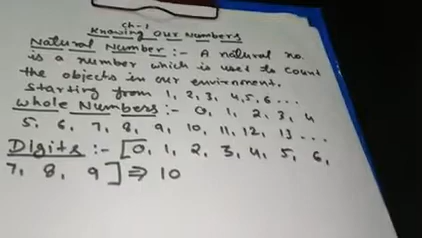 Ch-1
Knowing Our Numbers
Natural Number :- A natural no.
is a number which is used to count
the objects in our environment.
Starting from 1, 2, 3, 4, 5, 6 ...
Whole Numbers :- 0, 1, 2, 3, 4
5, 6, 7, 8, 9, 10, 11, 12, 13 ...
DIgits :- [0, 1, 2, 3, 4, 5, 6,
7, 8, 9] ⇒ 10